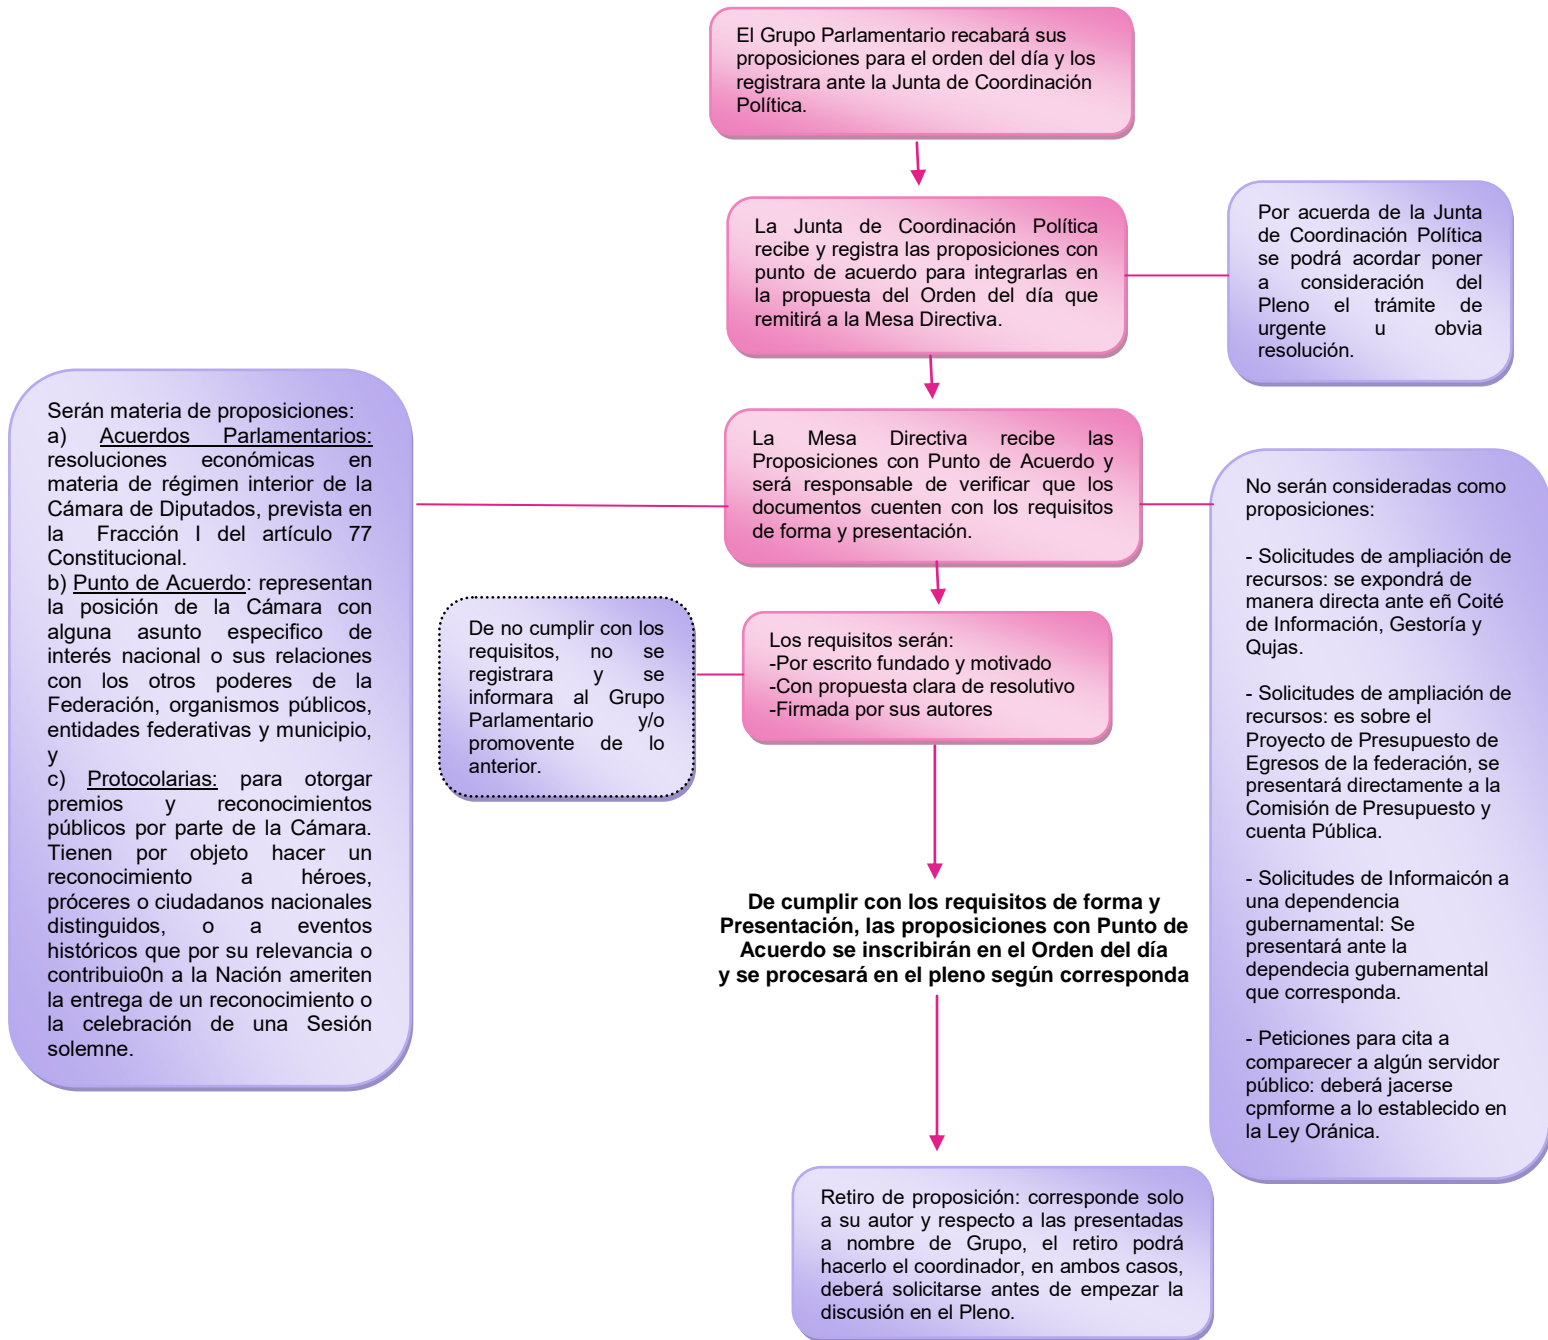 El Grupo Parlamentario recabará sus
proposiciones para el orden del día y los
registrara ante la Junta de Coordinación
Política.
La Junta de Coordinación Política
recibe y registra las proposiciones con
punto de acuerdo para integrarlas en
la propuesta del Orden del día que
remitirá a la Mesa Directiva.
Por acuerda de la Junta
de Coordinación Política
se podrá acordar poner
a consideración del
Pleno el trámite de
urgente u obvia
resolución.
Serán materia de proposiciones:
a) Acuerdos Parlamentarios:
resoluciones económicas en
materia de régimen interior de la
Cámara de Diputados, prevista en
la Fracción I del artículo 77
Constitucional.
b) Punto de Acuerdo: representan
la posición de la Cámara con
alguna asunto especifico de
interés nacional o sus relaciones
con los otros poderes de la
Federación, organismos públicos,
entidades federativas y municipio,
y
c) Protocolarias: para otorgar
premios y reconocimientos
públicos por parte de la Cámara.
Tienen por objeto hacer un
reconocimiento a héroes,
próceres o ciudadanos nacionales
distinguidos, o a eventos
históricos que por su relevancia o
contribuio0n a la Nación ameriten
la entrega de un reconocimiento o
la celebración de una Sesión
solemne.
La Mesa Directiva recibe las
Proposiciones con Punto de Acuerdo y
será responsable de verificar que los
documentos cuenten con los requisitos
de forma y presentación.
No serán consideradas como
proposiciones:
- Solicitudes de ampliación de
recursos: se expondrá de
manera directa ante eñ Coité
de Información, Gestoría y
Qujas.
- Solicitudes de ampliación de
recursos: es sobre el
Proyecto de Presupuesto de
Egresos de la federación, se
presentará directamente a la
Comisión de Presupuesto y
cuenta Pública.
- Solicitudes de Informaicón a
una dependencia
gubernamental: Se
presentará ante la
dependecia gubernamental
que corresponda.
- Peticiones para cita a
comparecer a algún servidor
público: deberá jacerse
cpmforme a lo establecido en
la Ley Oránica.
De no cumplir con los
requisitos, no se
registrara y se
informara al Grupo
Parlamentario y/o
promovente de lo
anterior.
Los requisitos serán:
-Por escrito fundado y motivado
-Con propuesta clara de resolutivo
-Firmada por sus autores
De cumplir con los requisitos de forma y
Presentación, las proposiciones con Punto de
Acuerdo se inscribirán en el Orden del día
y se procesará en el pleno según corresponda
Retiro de proposición: corresponde solo
a su autor y respecto a las presentadas
a nombre de Grupo, el retiro podrá
hacerlo el coordinador, en ambos casos,
deberá solicitarse antes de empezar la
discusión en el Pleno.